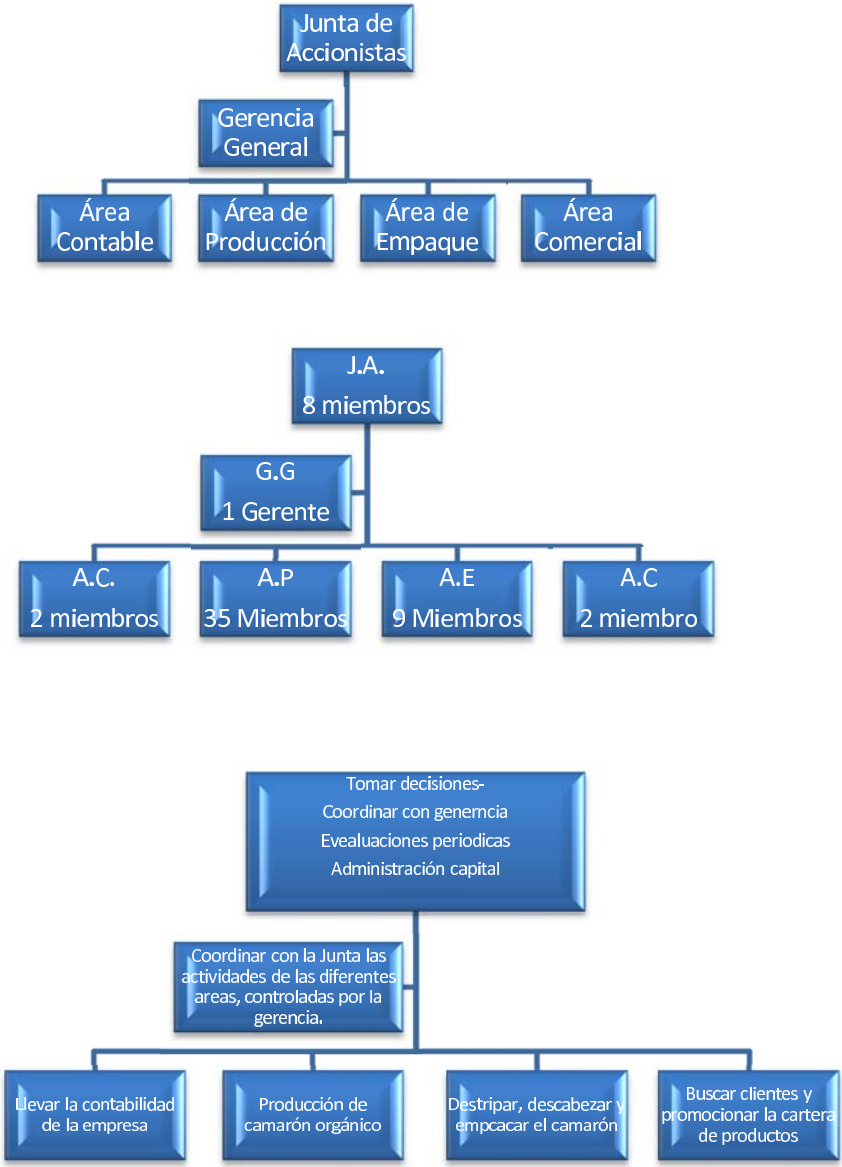 Junta de
Accionistas
Gerencia
General
Área
Contable
Área de
Producción
Área de
Empaque
Área
Comercial
J.A.
8 miembros
G.G
1 Gerente
A.C.
2 miembros
A.P
35 Miembros
A.E
9 Miembros
A.C
2 miembro
Tomar decisiones-
Coordinar con generncia
Evealuaciones periodicas
Administración capital
Coordinar con la Junta las
actividades de las diferentes
areas, controladas por la
gerencia.
Llevar la contabilidad
de la empresa
Producción de
camarón orgánico
Destripar, descabezar y
empcacar el camarón
Buscar clientes y
promocionar la cartera
de productos